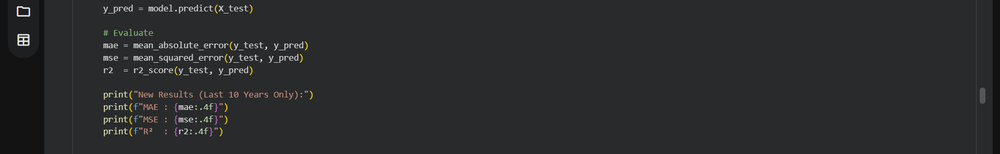 y_pred = model.predict(X_test)
# Evaluate
mae = mean_absolute_error(y_test, y_pred)
mse = mean_squared_error(y_test, y_pred)
r2  = r2_score(y_test, y_pred)
print("New Results (Last 10 Years Only):")
print(f"MAE : {mae:.4f}")
print(f"MSE : {mse:.4f}")
print(f"R²  : {r2:.4f}")